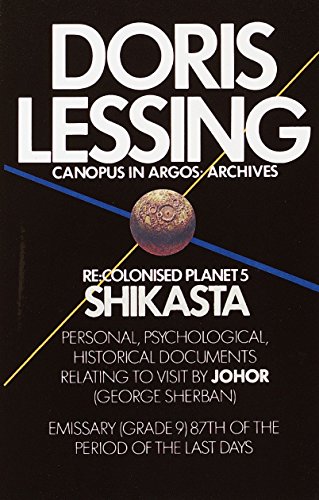 DORIS
LESSING
CANOPUS IN ARGOS: ARCHIVES
RE:COLONISED PLANET 5
SHIKASTA
PERSONAL, PSYCHOLOGICAL,
HISTORICAL DOCUMENTS
RELATING TO VISIT BY JOHOR
(GEORGE SHERBAN)
EMISSARY (GRADE 9) 87TH OF THE
PERIOD OF THE LAST DAYS